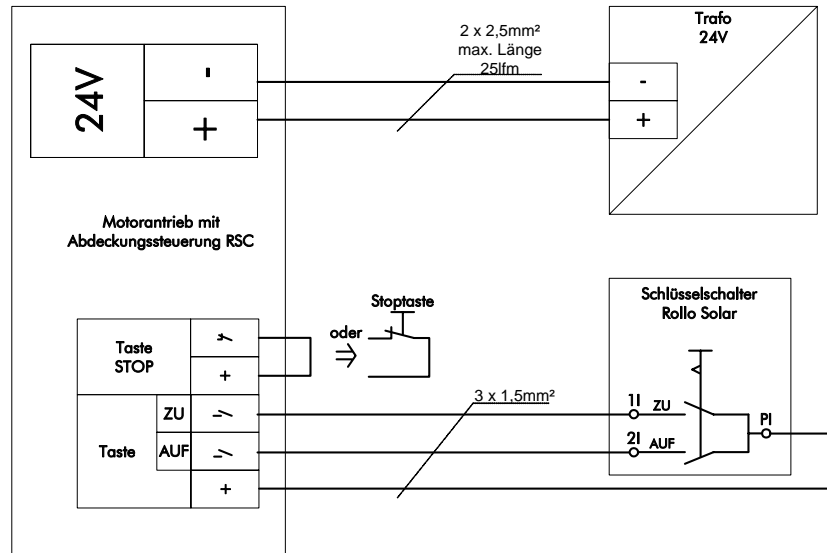 2 x 2,5mm²
max. Länge
25lfm
Trafo
24V
24V
-
+
-
+
Motorantrieb mit
Abdeckungssteuerung RSC
Stoptaste
oder
Schlüsselschalter
Rollo Solar
Taste
STOP
+
3 x 1,5mm²
Taste
ZU
AUF
+
1I
ZU
2I
AUF
PI